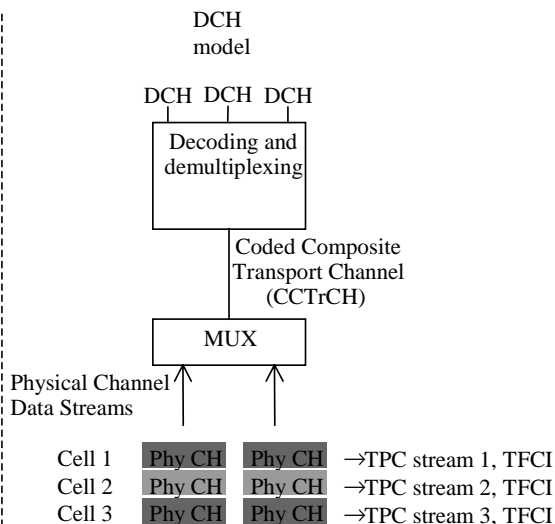 DCH
model
DCH DCH DCH
Decoding and
demultiplexing
Coded Composite
Transport Channel
(CCTrCH)
MUX
Physical Channel
Data Streams
Cell 1 Phy CH Phy CH →TPC stream 1, TFCI
Cell 2 Phy CH Phy CH →TPC stream 2, TFCI
Cell 3 Phy CH Phy CH →TPC stream 3, TFCI